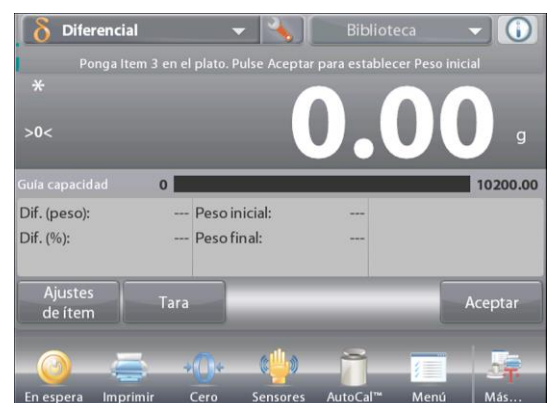 δ Diferencial Biblioteca
Ponga Item 3 en el plato. Pulse Aceptar para establecer Peso inicial
*
>0<
0.00 g
Guía capacidad 0 10200.00
Dif. (peso): --- Peso inicial: ---
Dif. (%): --- Peso final: ---
Ajustes de ítem Tara Aceptar
En espera Imprimir Cero Sensores AutoCal™ Menú Más...